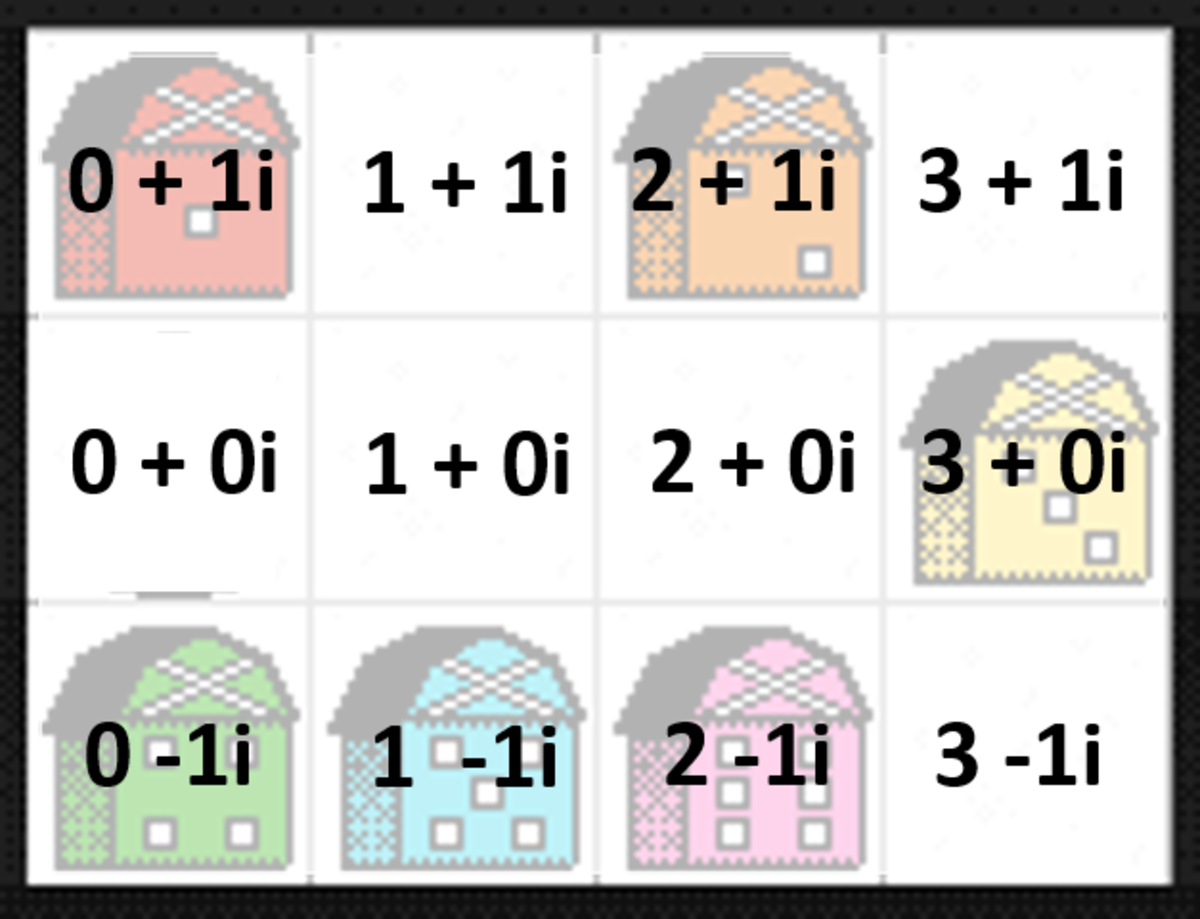 0 + 1i 1 + 1i 2 + 1i 3 + 1i
0 + 0i 1 + 0i 2 + 0i 3 + 0i
0 -1i 1 -1i 2 -1i 3 -1i